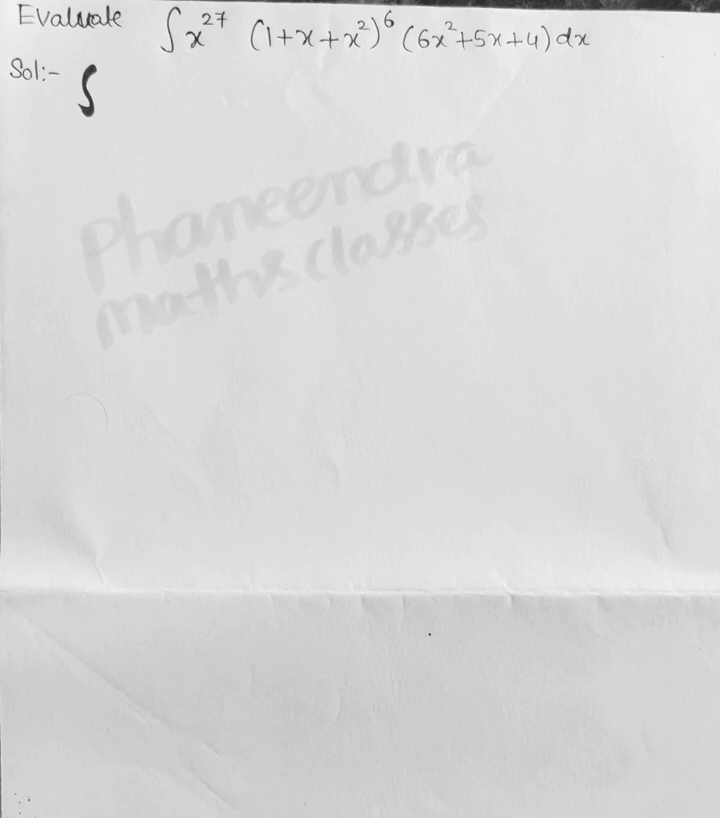 Evaluate ∫x²⁷ (1+x+x²)⁶ (6x²+5x+4) dx
Sol:- ∫
Phaneendra
maths classes